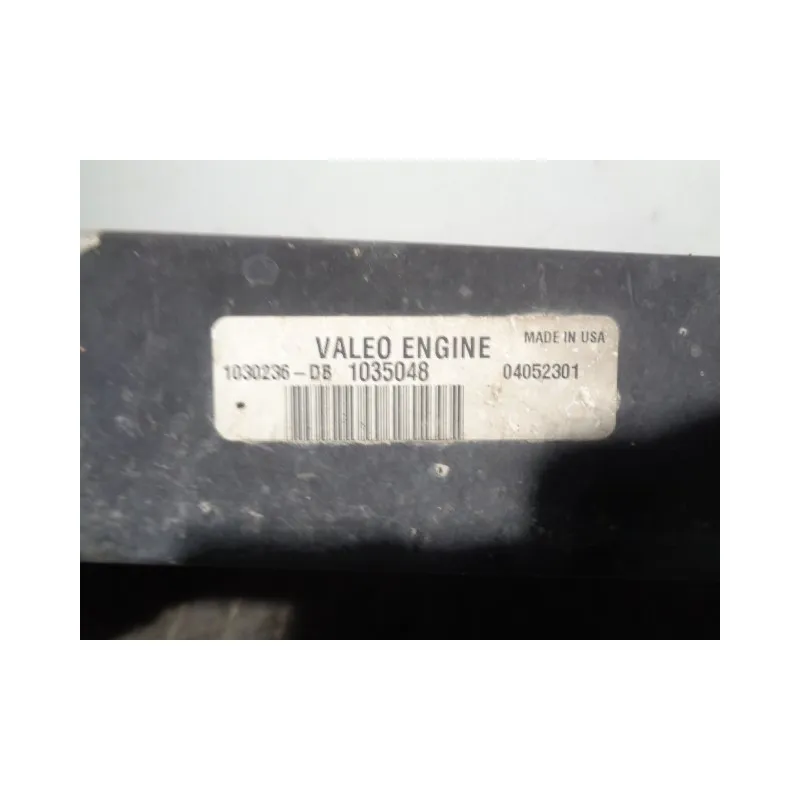 VALEO ENGINE MADE IN USA
1030236-DB 1035048 04052301